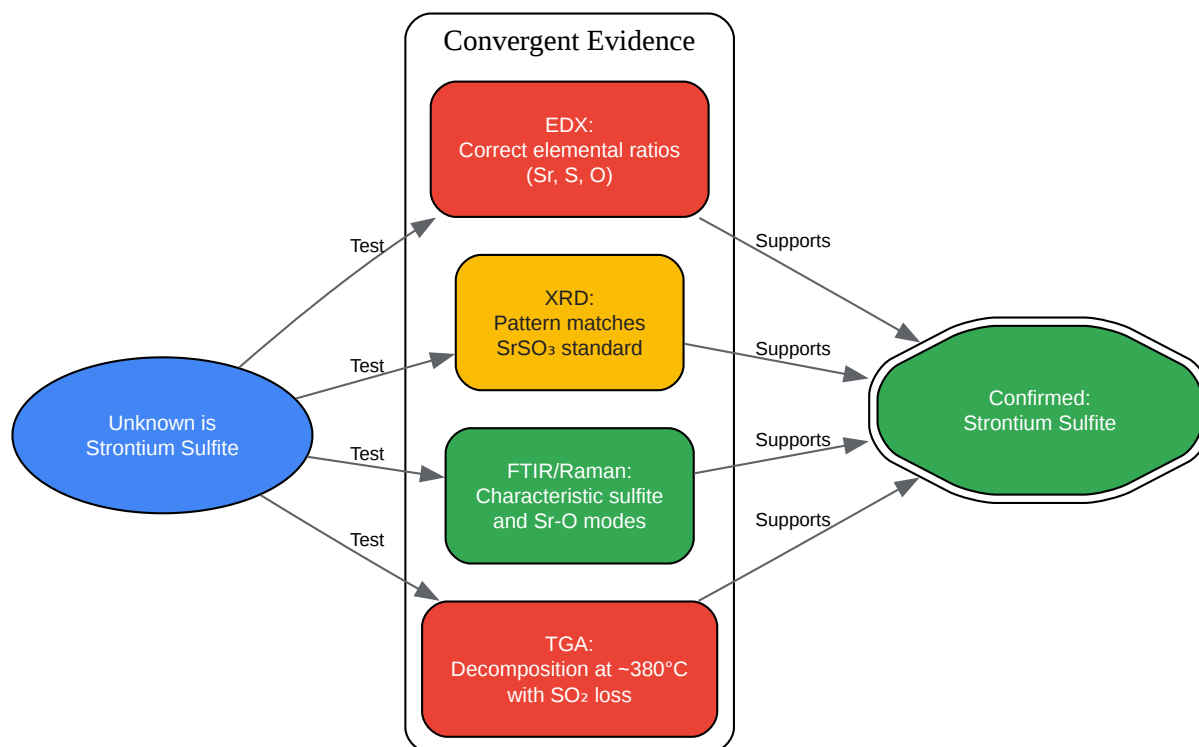 Convergent Evidence
EDX:
Correct elemental ratios
(Sr, S, O)
Test
Supports
XRD:
Pattern matches
SrSO₃ standard
Test
Supports
Unknown is
Strontium Sulfite
Confirmed:
Strontium Sulfite
FTIR/Raman:
Characteristic sulfite
and Sr-O modes
Test
Supports
TGA:
Decomposition at ~380°C
with SO₂ loss
Test
Supports